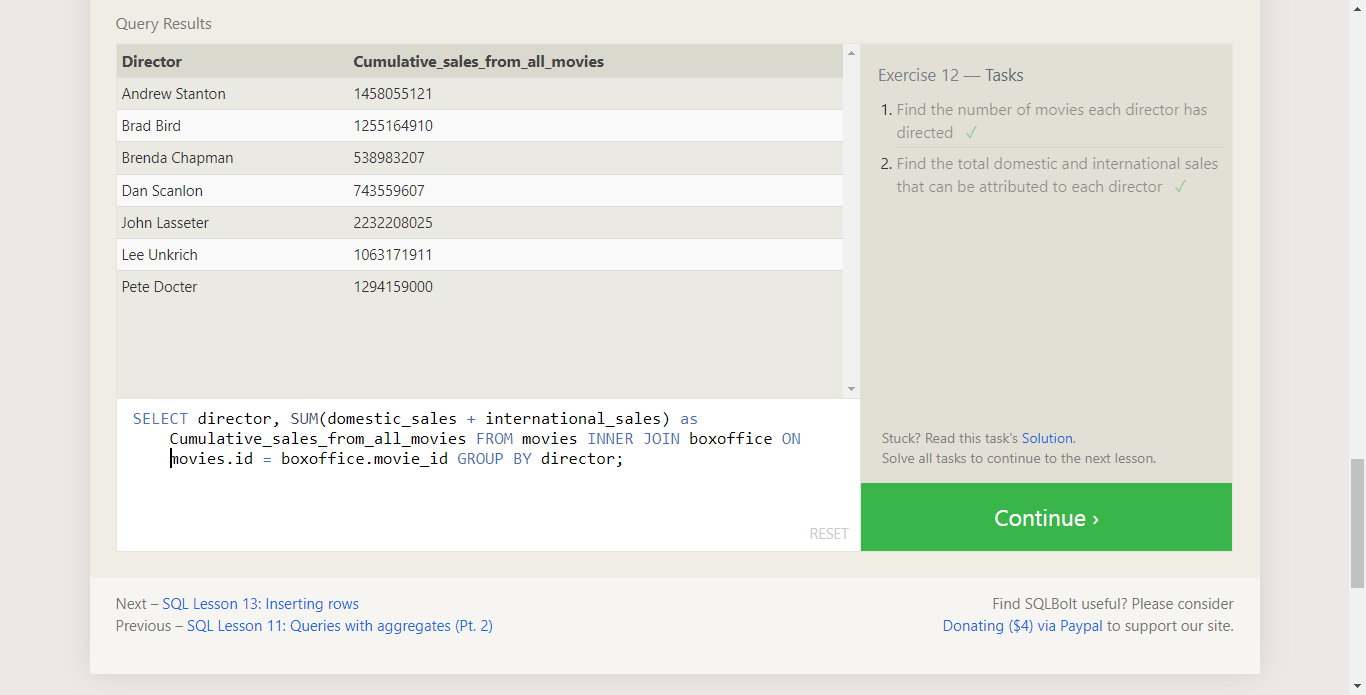 Query Results
Director Cumulative_sales_from_all_movies
Andrew Stanton 1458055121
Brad Bird 1255164910
Brenda Chapman 538983207
Dan Scanlon 743559607
John Lasseter 2232208025
Lee Unkrich 1063171911
Pete Docter 1294159000
SELECT director, SUM(domestic_sales + international_sales) as
Cumulative_sales_from_all_movies FROM movies INNER JOIN boxoffice ON
movies.id = boxoffice.movie_id GROUP BY director;
RESET
Exercise 12 — Tasks
1. Find the number of movies each director has
directed ✓
2. Find the total domestic and international sales
that can be attributed to each director ✓
Stuck? Read this task's Solution.
Solve all tasks to continue to the next lesson.
Continue ›
Next – SQL Lesson 13: Inserting rows
Previous – SQL Lesson 11: Queries with aggregates (Pt. 2)
Find SQLBolt useful? Please consider
Donating ($4) via Paypal to support our site.